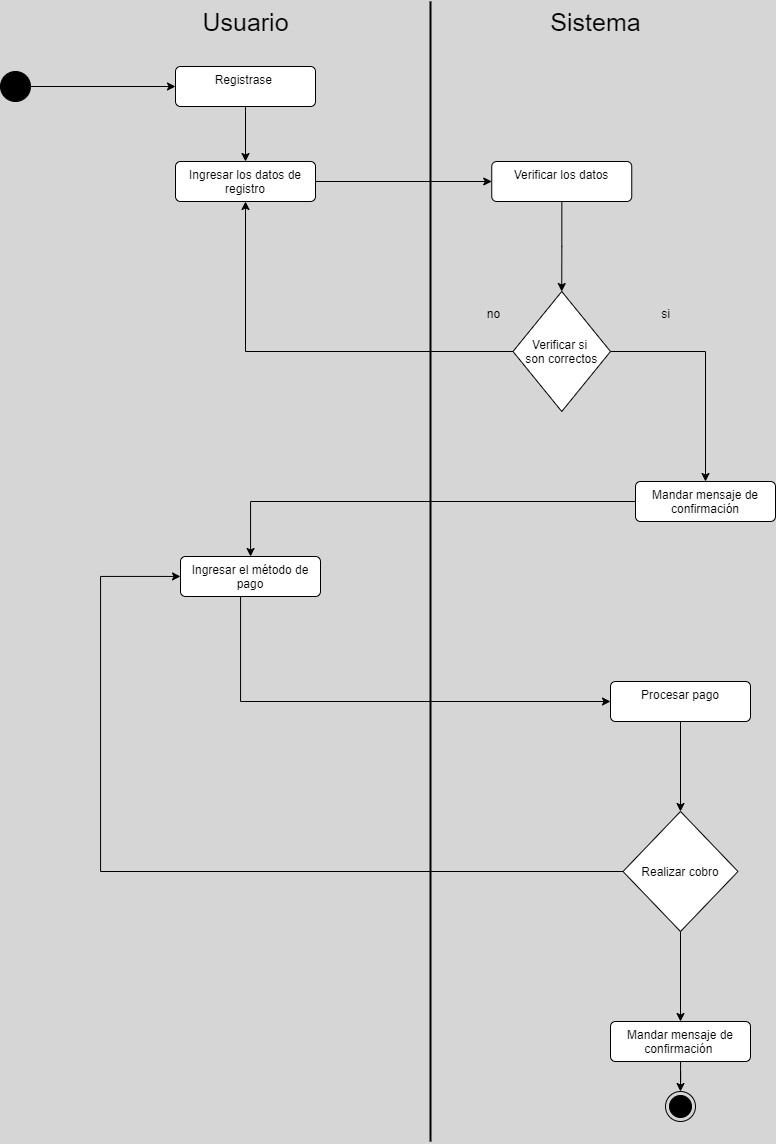 Usuario
Sistema
Registrase
Ingresar los datos de
registro
Verificar los datos
no
si
Verificar si
son correctos
Mandar mensaje de
confirmación
Ingresar el método de
pago
Procesar pago
Realizar cobro
Mandar mensaje de
confirmación